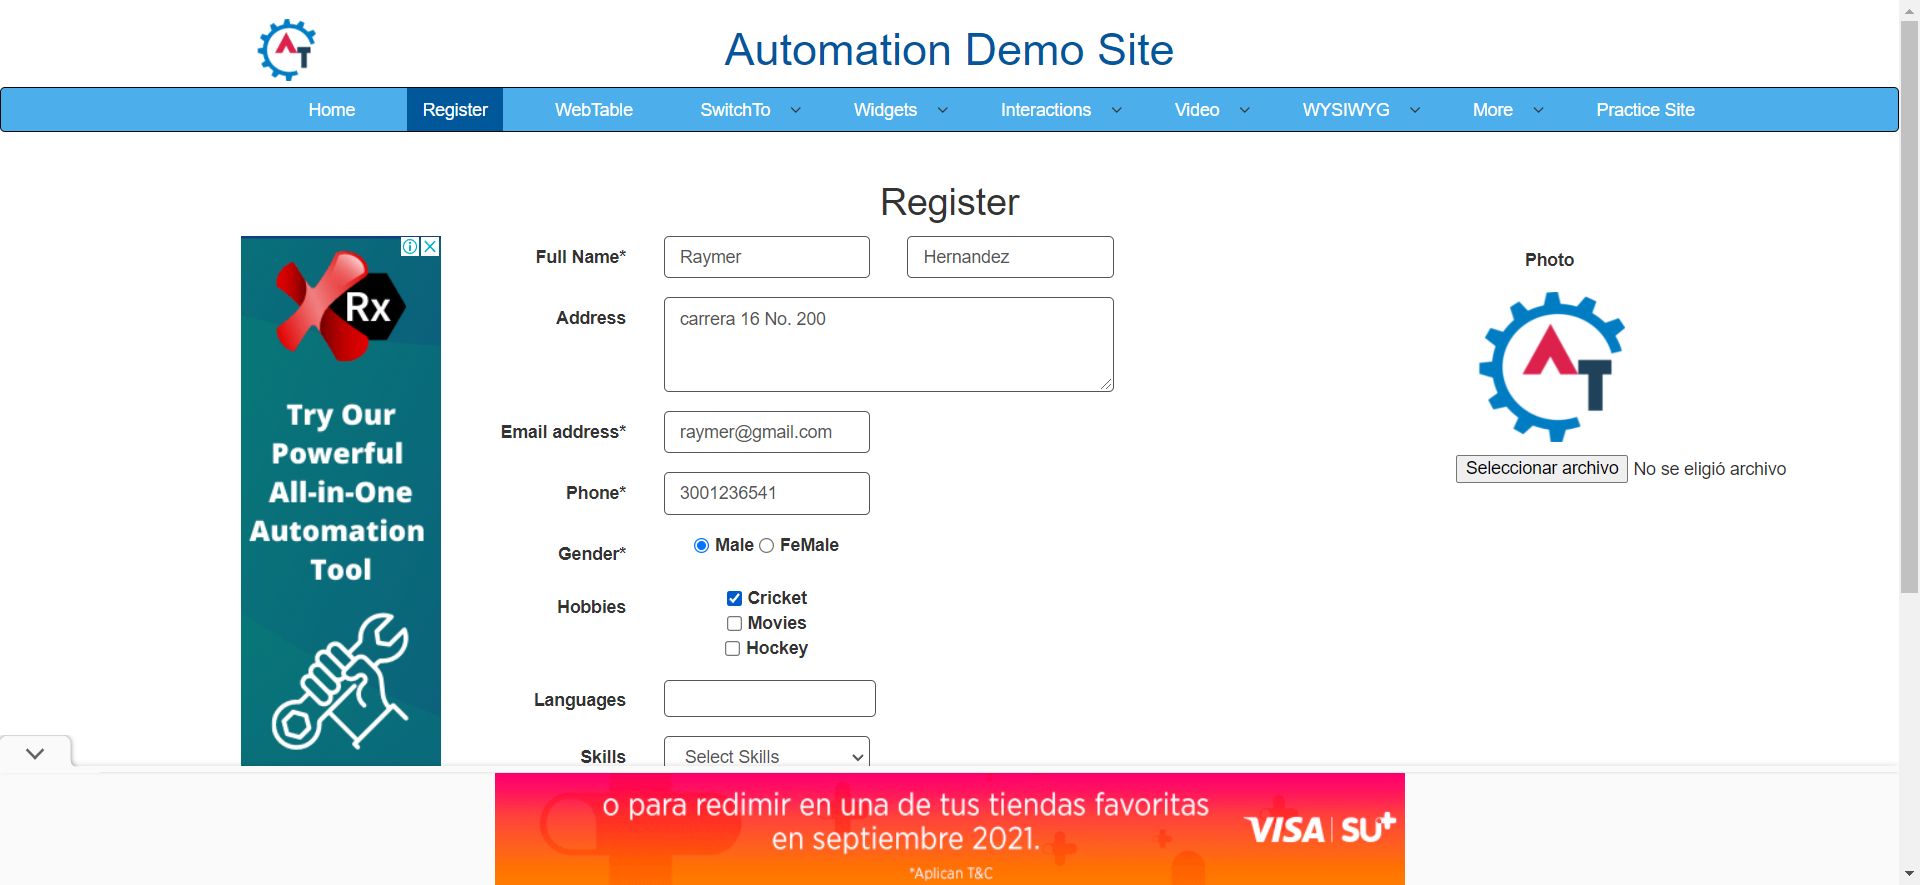 AT
Automation Demo Site
Home Register WebTable SwitchTo Widgets Interactions Video WYSIWYG More Practice Site
Register
Rx
Try Our
Powerful
All-in-One
Automation
Tool
Full Name* Raymer Hernandez
Address carrera 16 No. 200
Email address* raymer@gmail.com
Phone* 3001236541
Gender* Male FeMale
Hobbies Cricket
Movies
Hockey
Languages
Skills Select Skills
Photo
AT
Seleccionar archivo No se eligió archivo
o para redimir en una de tus tiendas favoritas
en septiembre 2021.
*Aplican T&C
VISA SU+